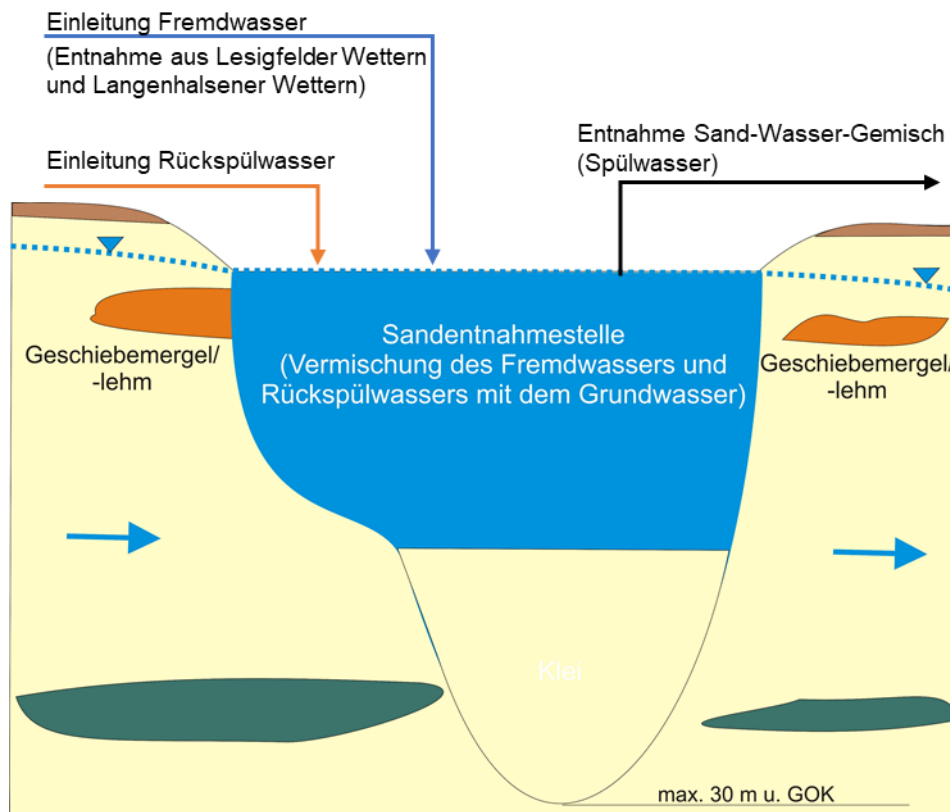 Einleitung Fremdwasser
(Entnahme aus Lesigfelder Wettern
und Langenhalsener Wettern)
Entnahme Sand-Wasser-Gemisch
(Spülwasser)
Einleitung Rückspülwasser
Sandentnahmestelle
(Vermischung des Fremdwassers und
Rückspülwassers mit dem Grundwasser)
Geschiebemergel/
-lehm
Geschiebemergel/
-lehm
Klei
max. 30 m u. GOK